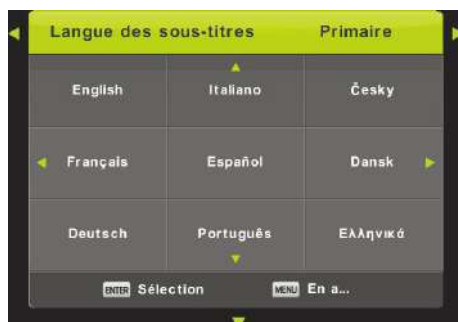 Langue des sous-titres Primaire
English Italiano Česky
Français Español Dansk
Deutsch Português Ελληνικά
ENTER Sélection MENU En a...